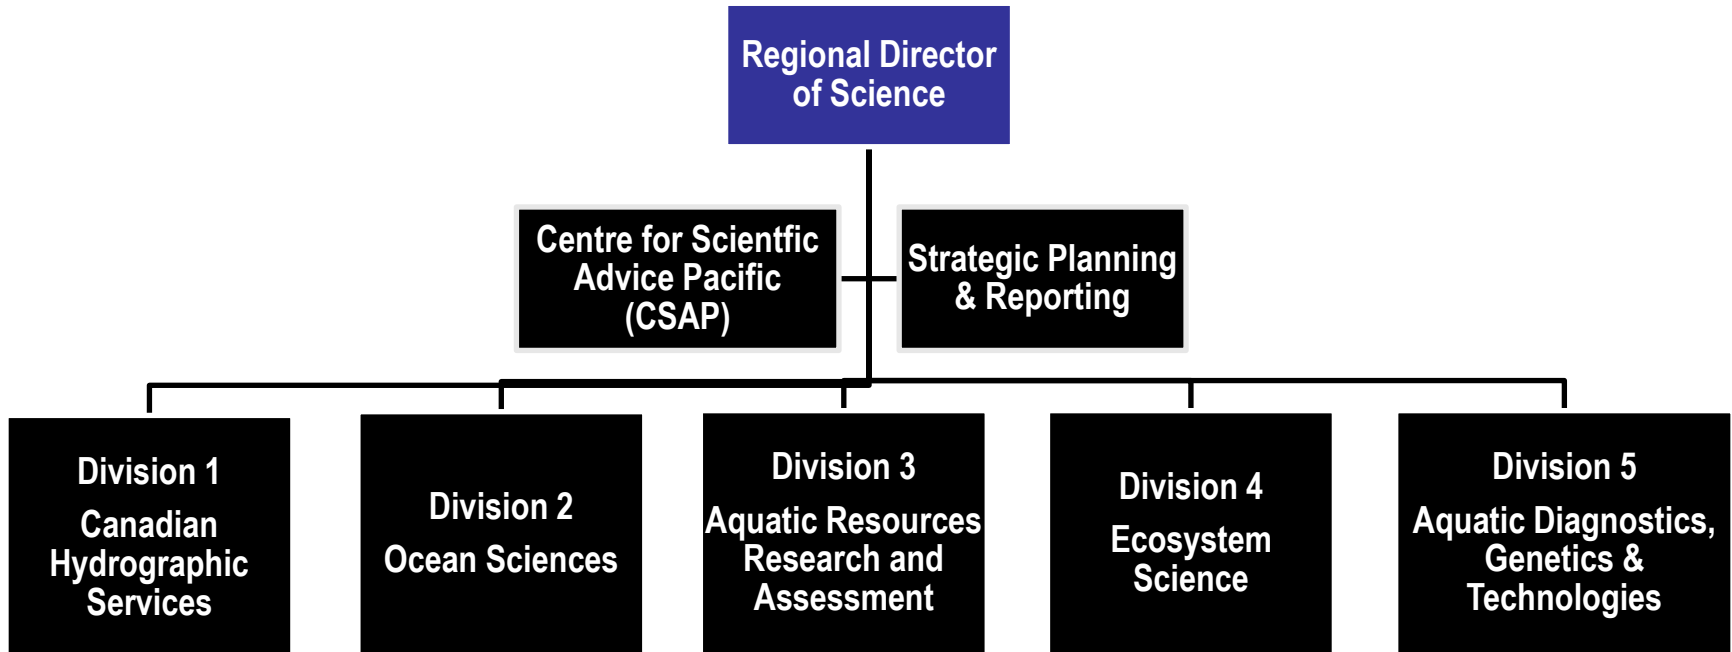 Regional Director
of Science
Centre for Scientfic
Advice Pacific
(CSAP)
Strategic Planning
& Reporting
Division 1
Canadian
Hydrographic
Services
Division 2
Ocean Sciences
Division 3
Aquatic Resources
Research and
Assessment
Division 4
Ecosystem
Science
Division 5
Aquatic Diagnostics,
Genetics &
Technologies